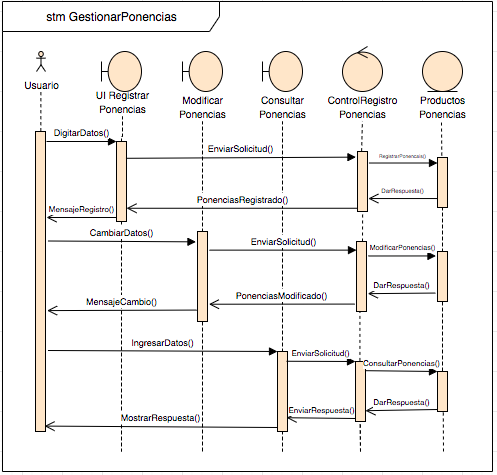 stm GestionarPonencias
Usuario
UI Registrar
Ponencias
Modificar
Ponencias
Consultar
Ponencias
ControlRegistro
Ponencias
Productos
Ponencias
DigitarDatos()
EnviarSolicitud()
RegistrarPonencias()
DarRespuesta()
PonenciasRegistrado()
MensajeRegistro()
CambiarDatos()
EnviarSolicitud()
ModificarPonencias()
DarRespuesta()
PonenciasModificado()
MensajeCambio()
IngresarDatos()
EnviarSolicitud()
ConsultarPonencias()
DarRespuesta()
EnviarRespuesta()
MostrarRespuesta()